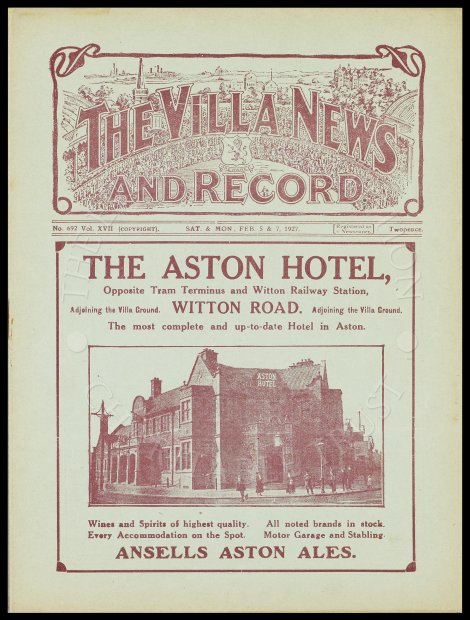 THE VILLA NEWS
AND RECORD
No. 692 Vol. XVII (COPYRIGHT). SAT. & MON., FEB. 5 & 7, 1927. Registered as a Newspaper. Twopence.
THE ASTON HOTEL,
Opposite Tram Terminus and Witton Railway Station,
Adjoining the Villa Ground. WITTON ROAD. Adjoining the Villa Ground.
The most complete and up-to-date Hotel in Aston.
ASTON
HOTEL
Wines and Spirits of highest quality. All noted brands in stock.
Every Accommodation on the Spot. Motor Garage and Stabling.
ANSELLS ASTON ALES.